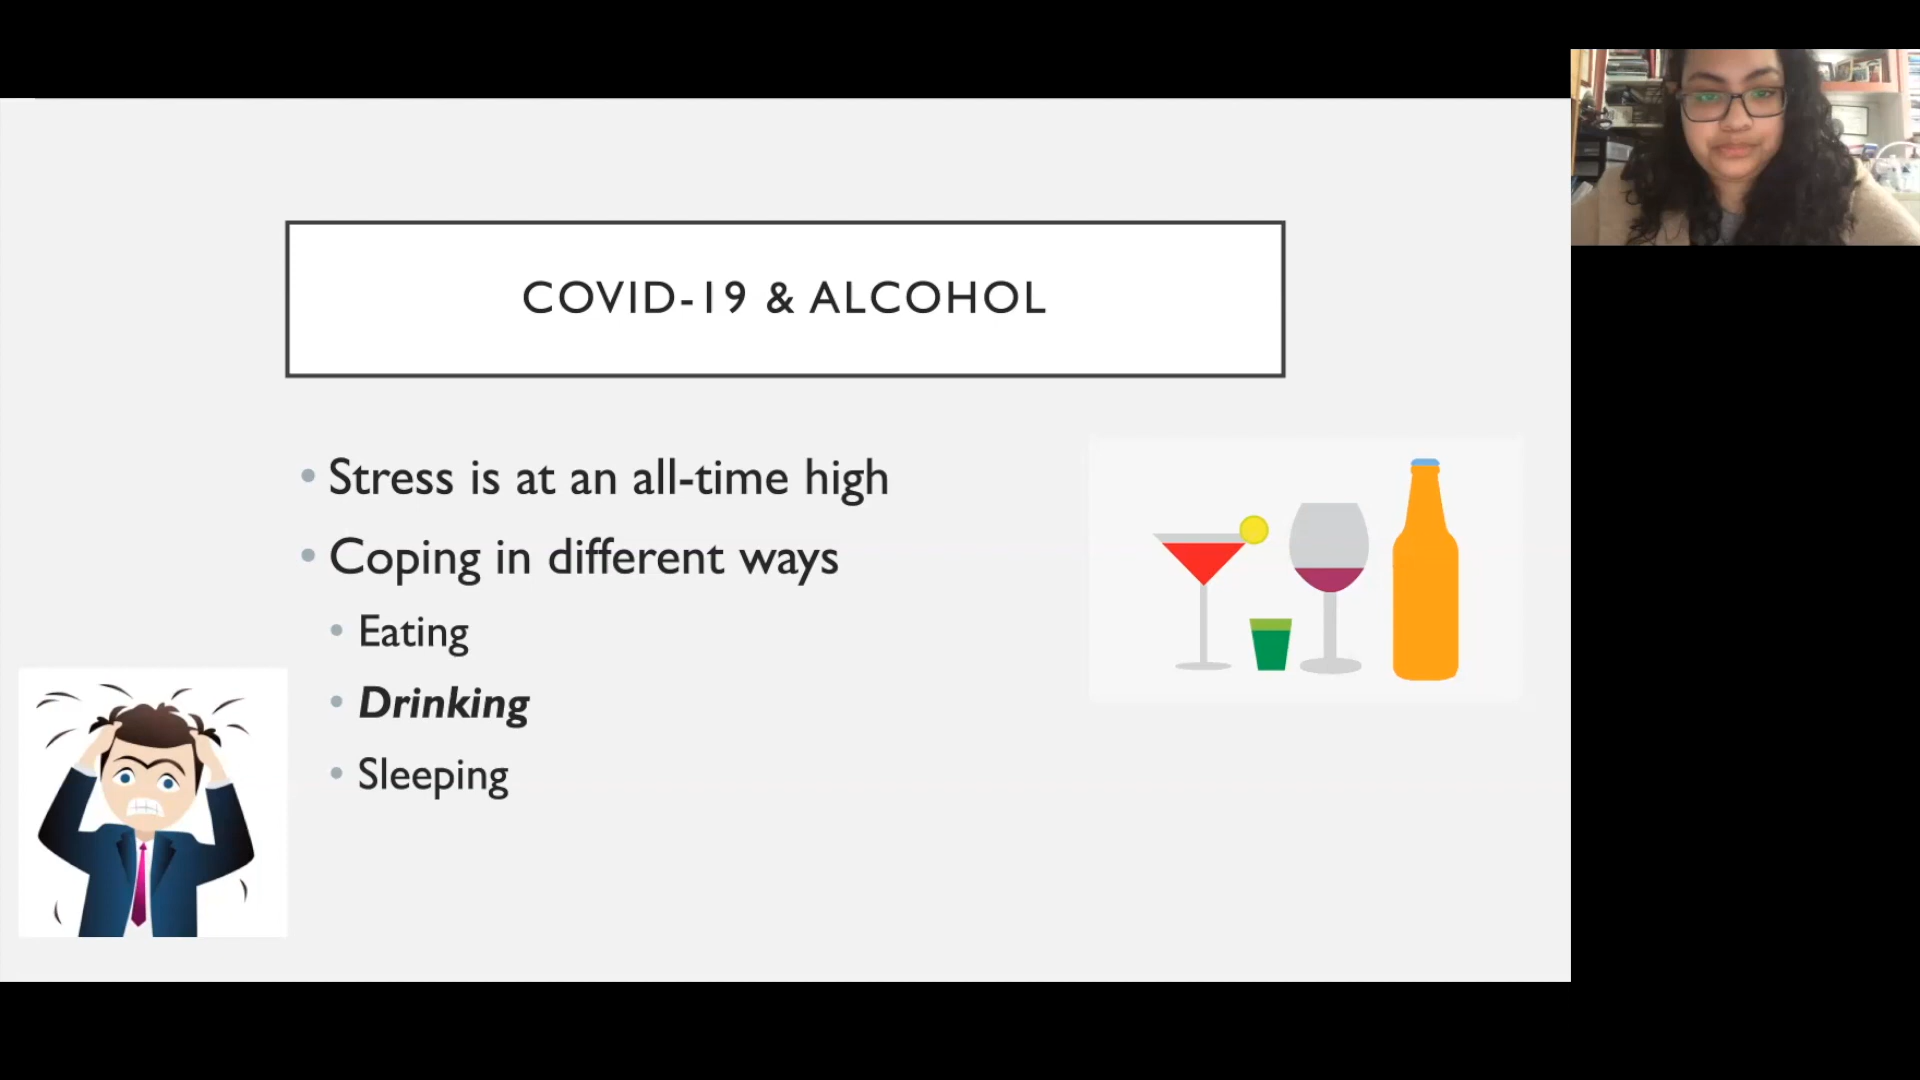 COVID-19 & ALCOHOL
• Stress is at an all-time high
• Coping in different ways
• Eating
• Drinking
• Sleeping